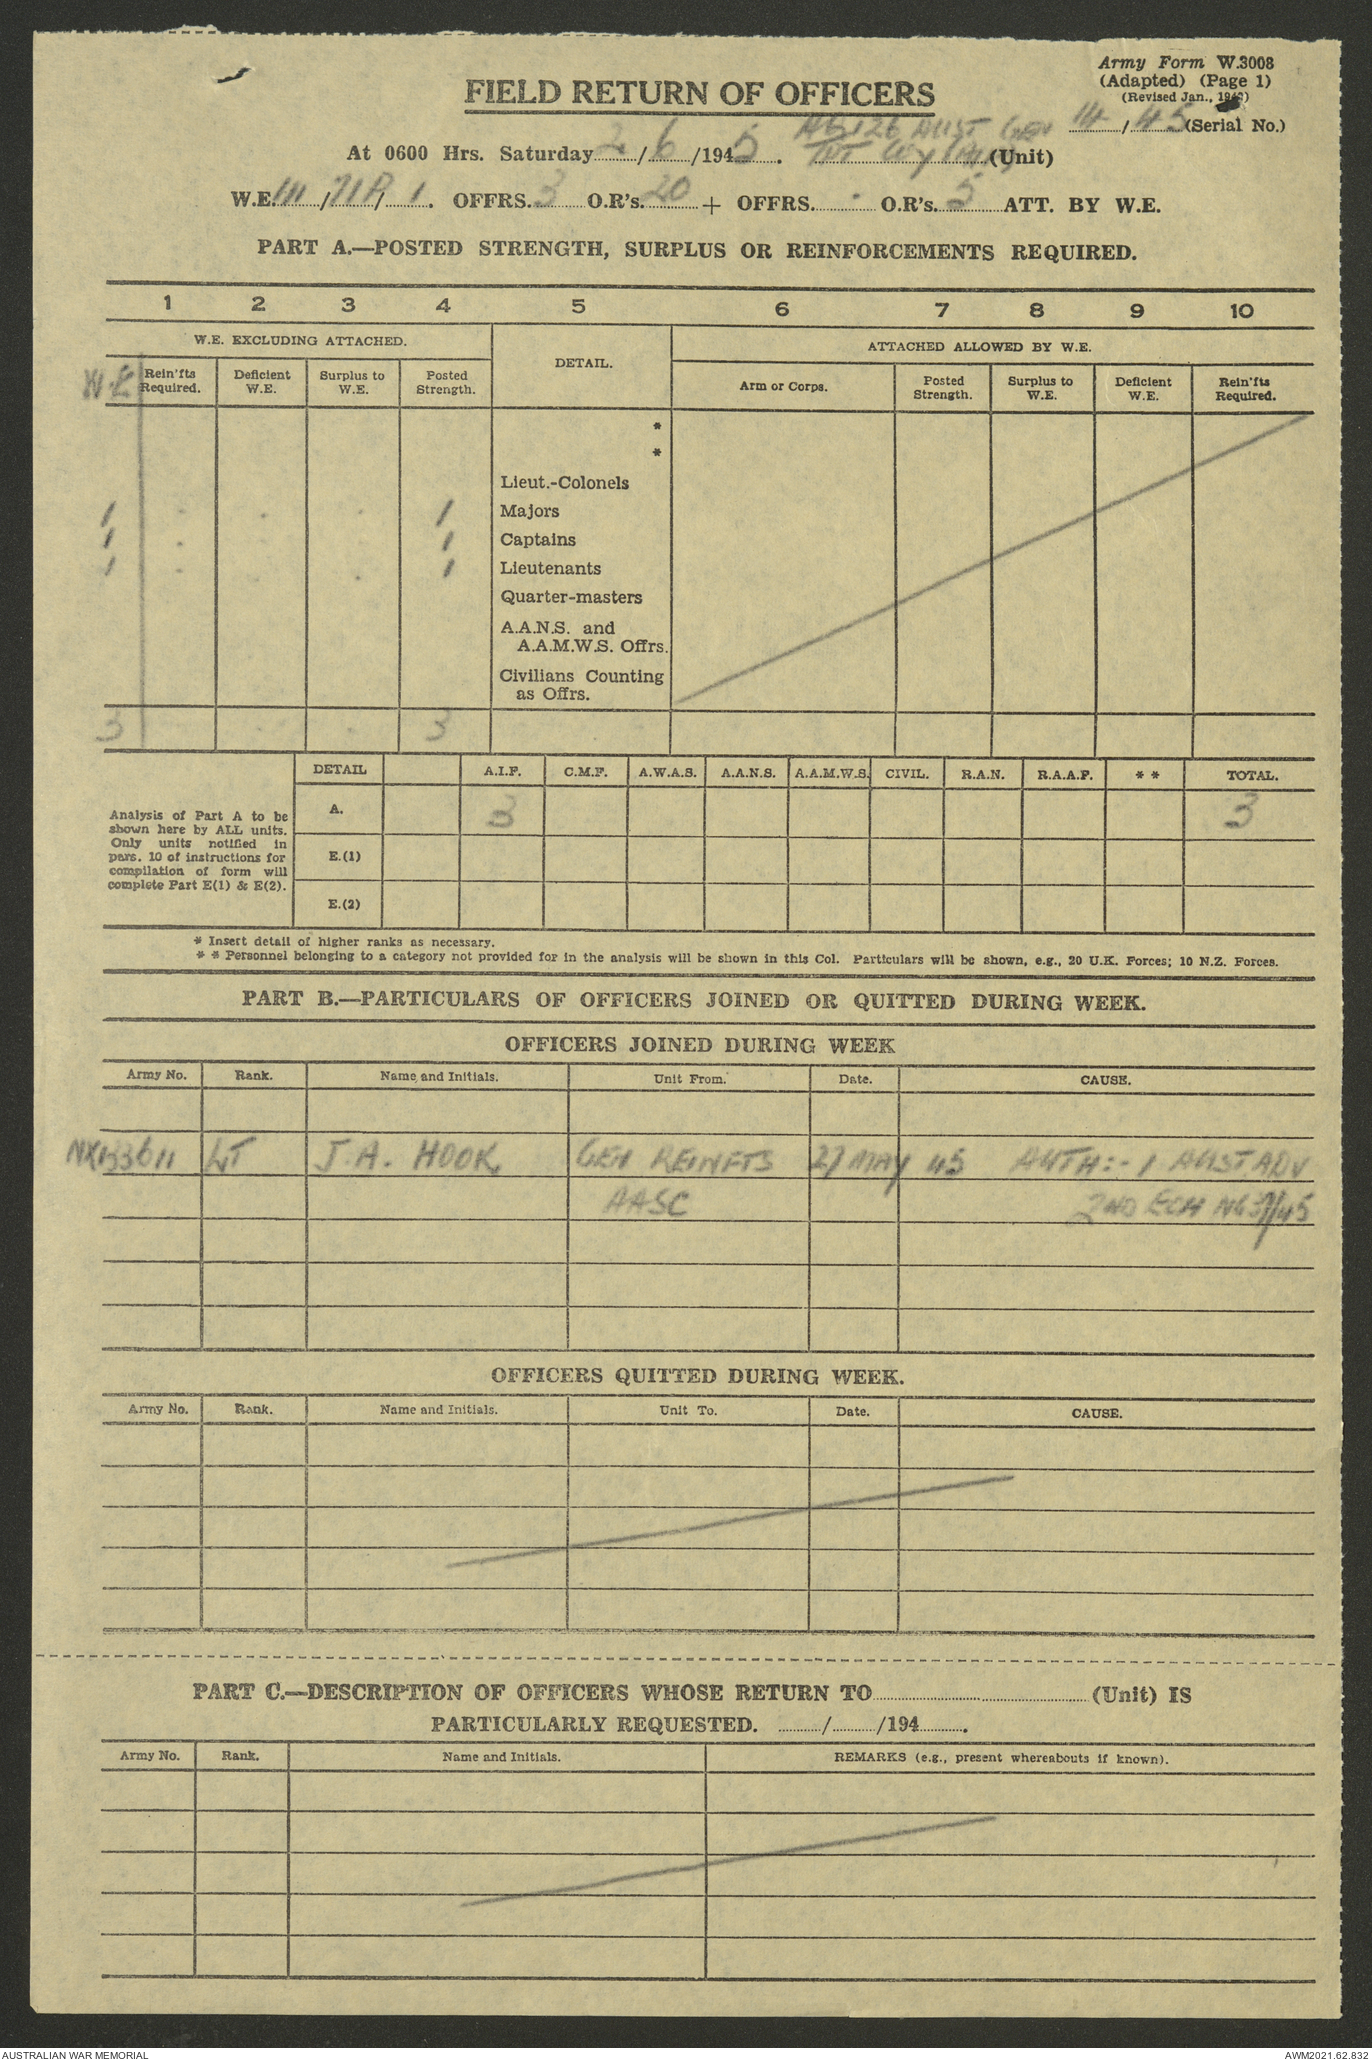 Army Form W.3008
(Adapted) (Page 1)
(Revised Jan., 1942)
FIELD RETURN OF OFFICERS
14/45 (Serial No.)
At 0600 Hrs. Saturday 2/6/1945. 126 AUST GEN
TPT COY (Unit)
W.E. III/71P/1. OFFRS. 3 O.R's. 20 + OFFRS. . O.R's. 5 ATT. BY W.E.
PART A.—POSTED STRENGTH, SURPLUS OR REINFORCEMENTS REQUIRED.
1 2 3 4 5 6 7 8 9 10
W.E. EXCLUDING ATTACHED. DETAIL. ATTACHED ALLOWED BY W.E.
W.E Rein'fts Required. Deficient W.E. Surplus to W.E. Posted Strength. Arm or Corps. Posted Strength. Surplus to W.E. Deficient W.E. Rein'fts Required.
*
*
Lieut.-Colonels
1 . . . 1 Majors
1 . . . 1 Captains
1 . . . 1 Lieutenants
Quarter-masters
A.A.N.S. and
A.A.M.W.S. Offrs.
Civilians Counting
as Offrs.
3 . . . 3
DETAIL A.I.F. C.M.F. A.W.A.S. A.A.N.S. A.A.M.W.S. CIVIL. R.A.N. R.A.A.F. * * TOTAL.
Analysis of Part A to be
shown here by ALL units.
Only units notified in
pars. 10 of instructions for
compilation of form will
complete Part E(1) & E(2).
A. 3 3
E.(1)
E.(2)
* Insert detail of higher ranks as necessary.
* * Personnel belonging to a category not provided for in the analysis will be shown in this Col. Particulars will be shown, e.g., 20 U.K. Forces; 10 N.Z. Forces.
PART B.—PARTICULARS OF OFFICERS JOINED OR QUITTED DURING WEEK.
OFFICERS JOINED DURING WEEK
Army No. Rank. Name and Initials. Unit From. Date. CAUSE.
NX133611 LT J.A. HOOK GEN REINFTS 27 MAY 45 AUTH:- 1 AUST ADV
AASC 2ND ECH NG 37/45
OFFICERS QUITTED DURING WEEK.
Army No. Rank. Name and Initials. Unit To. Date. CAUSE.
PART C.—DESCRIPTION OF OFFICERS WHOSE RETURN TO (Unit) IS
PARTICULARLY REQUESTED. / /194 .
Army No. Rank. Name and Initials. REMARKS (e.g., present whereabouts if known).
AUSTRALIAN WAR MEMORIAL AWM2021.62.832